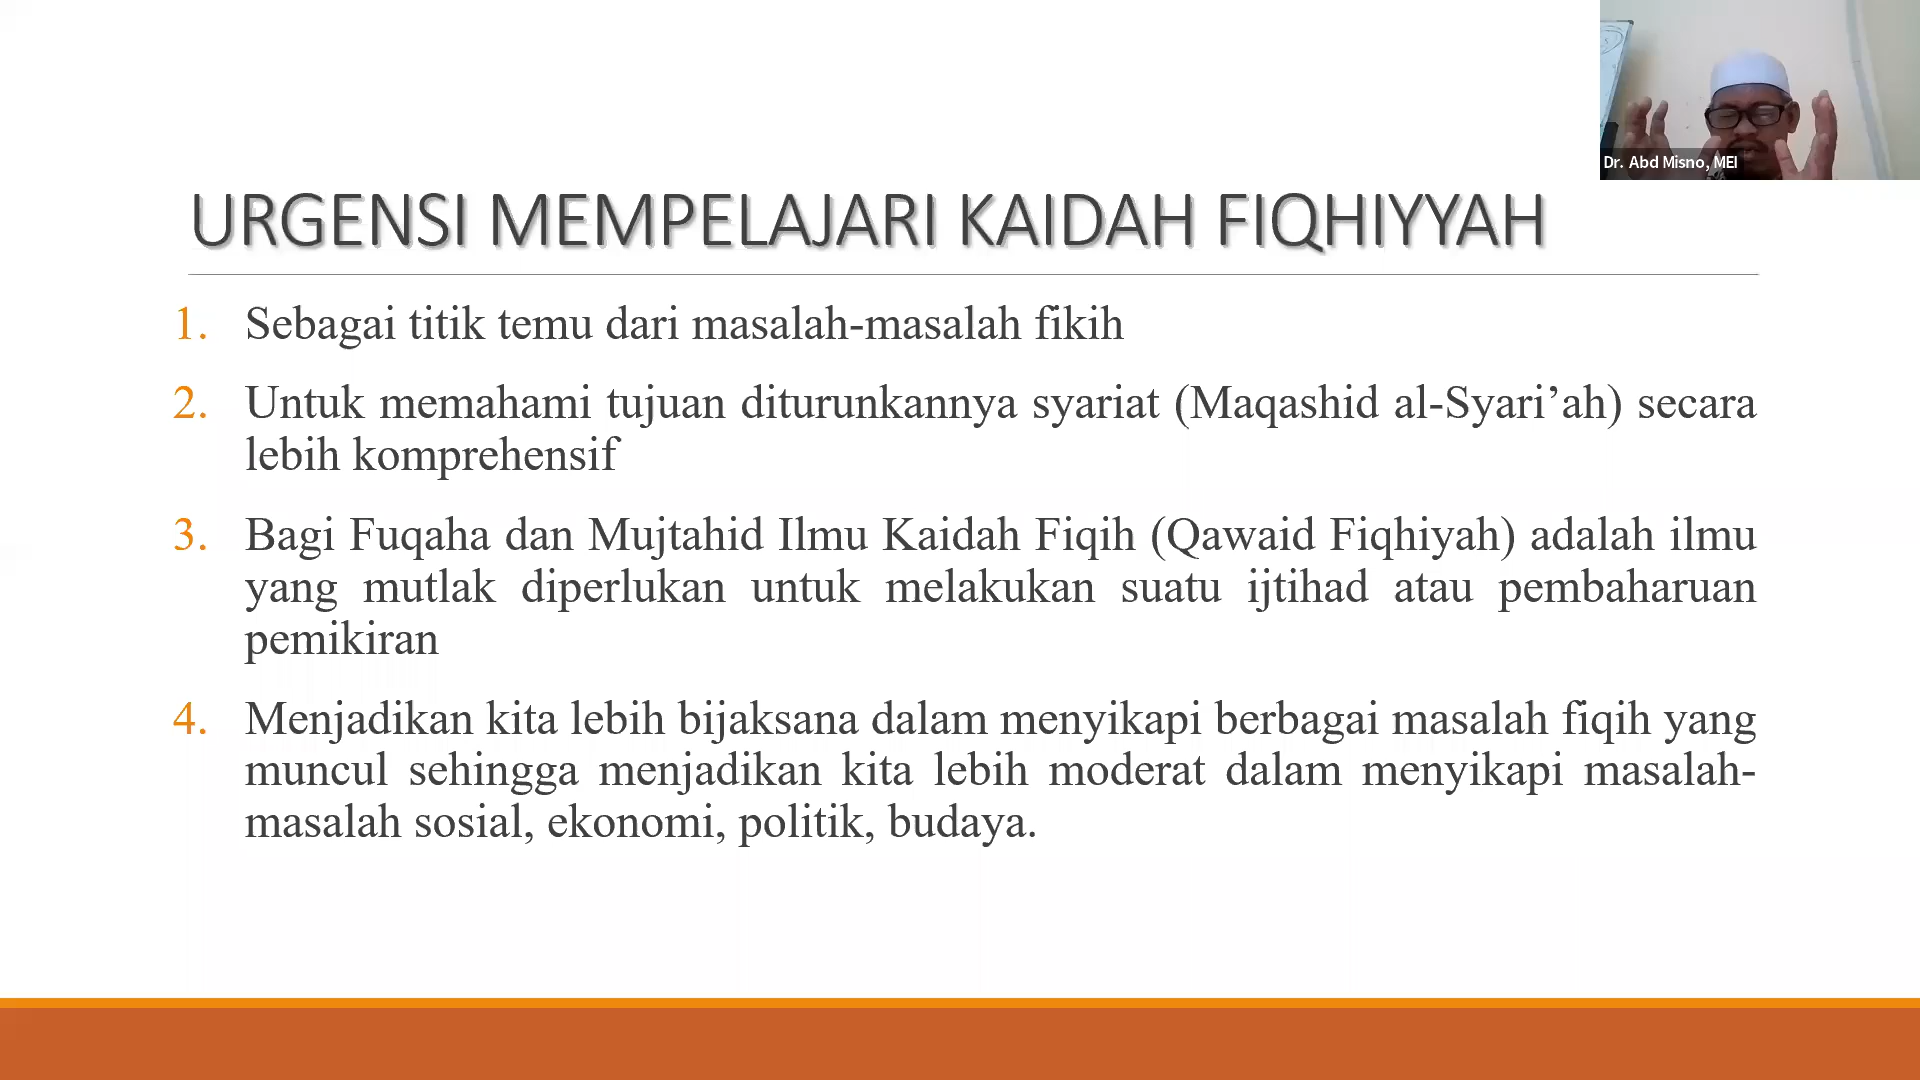 Dr. Abd Misno, MEI
URGENSI MEMPELAJARI KAIDAH FIQHIYYAH
1. Sebagai titik temu dari masalah-masalah fikih
2. Untuk memahami tujuan diturunkannya syariat (Maqashid al-Syari’ah) secara
lebih komprehensif
3. Bagi Fuqaha dan Mujtahid Ilmu Kaidah Fiqih (Qawaid Fiqhiyah) adalah ilmu
yang mutlak diperlukan untuk melakukan suatu ijtihad atau pembaharuan
pemikiran
4. Menjadikan kita lebih bijaksana dalam menyikapi berbagai masalah fiqih yang
muncul sehingga menjadikan kita lebih moderat dalam menyikapi masalah-
masalah sosial, ekonomi, politik, budaya.